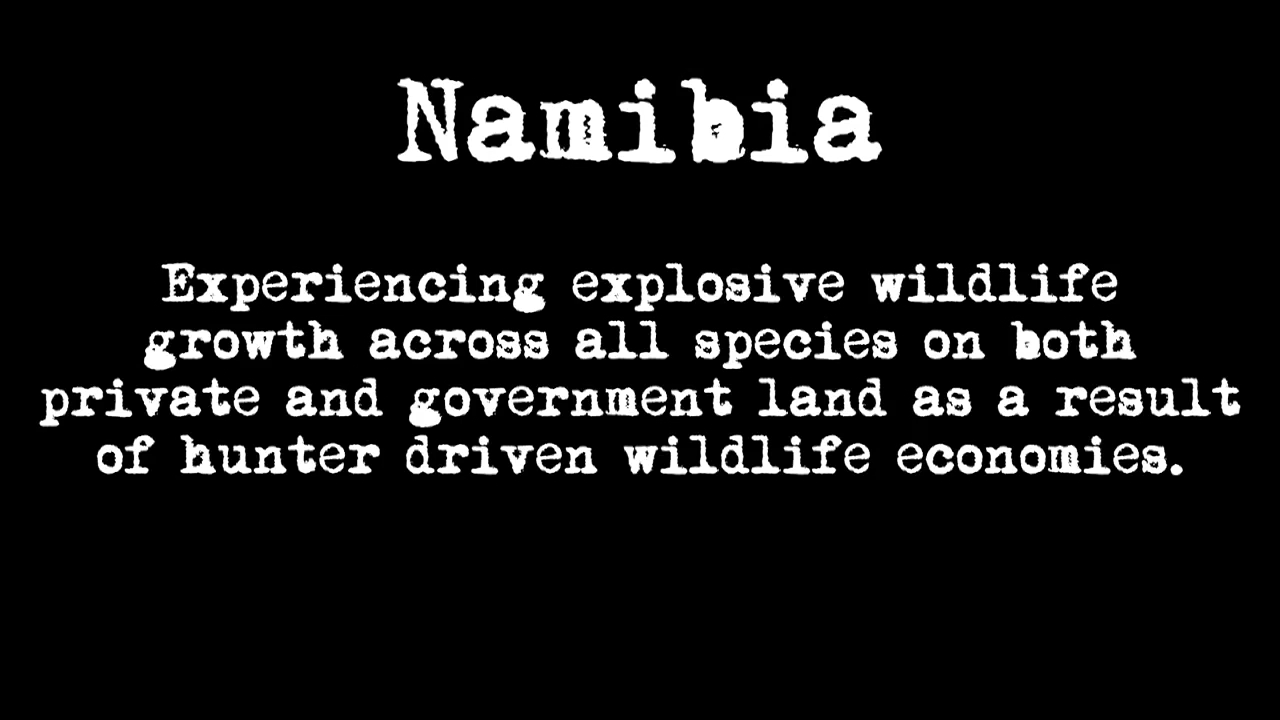 Namibia
Experiencing explosive wildlife
growth across all species on both
private and government land as a result
of hunter driven wildlife economies.